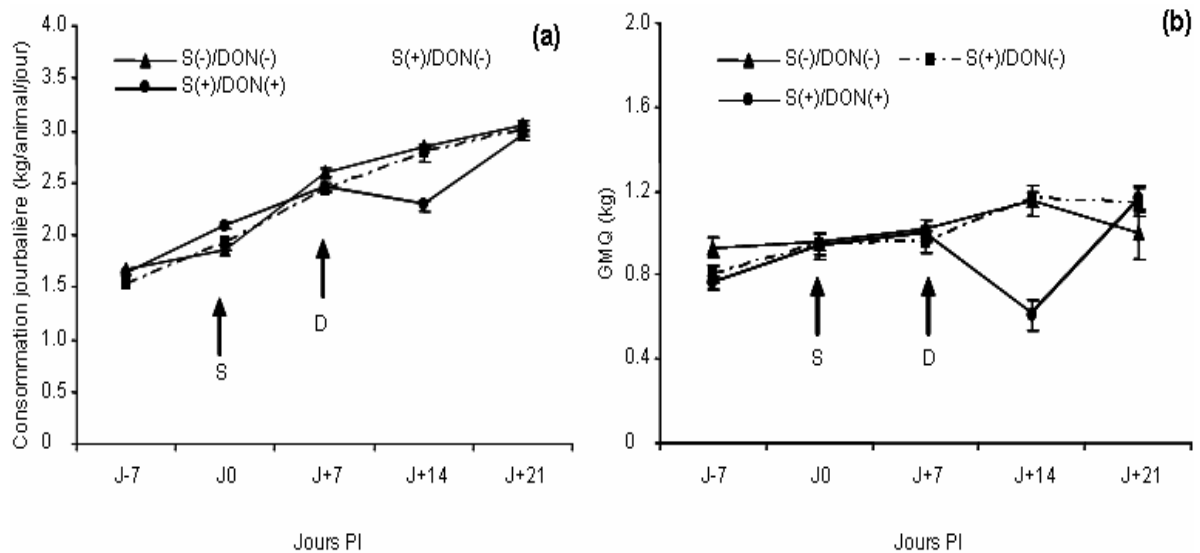 (a)
S(-)/DON(-) S(+)/DON(-)
S(+)/DON(+)
Consommation jourbalière (kg/animal/jour)
4.0
3.5
3.0
2.5
2.0
1.5
1.0
0.5
0
S
D
J-7 J0 J+7 J+14 J+21
Jours PI
(b)
S(-)/DON(-) S(+)/DON(-)
S(+)/DON(+)
GMQ (kg)
2.0
1.6
1.2
0.8
0.4
0
S
D
J-7 J0 J+7 J+14 J+21
Jours PI